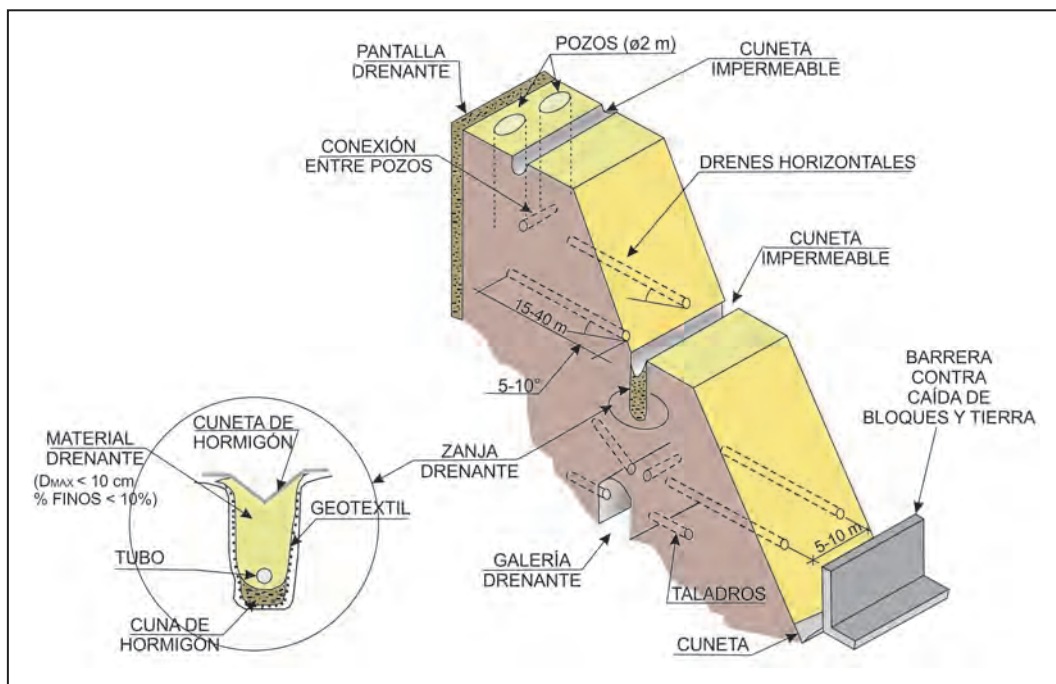 PANTALLA
DRENANTE
POZOS (ø2 m)
CUNETA
IMPERMEABLE
CONEXIÓN
ENTRE POZOS
DRENES HORIZONTALES
CUNETA
IMPERMEABLE
15-40 m
5-10°
BARRERA
CONTRA
CAÍDA DE
BLOQUES Y TIERRA
CUNETA DE
HORMIGÓN
MATERIAL
DRENANTE
(DMAX < 10 cm
% FINOS < 10%)
ZANJA
DRENANTE
GEOTEXTIL
TUBO
CUNA DE
HORMIGÓN
GALERÍA
DRENANTE
TALADROS
5-10 m
CUNETA